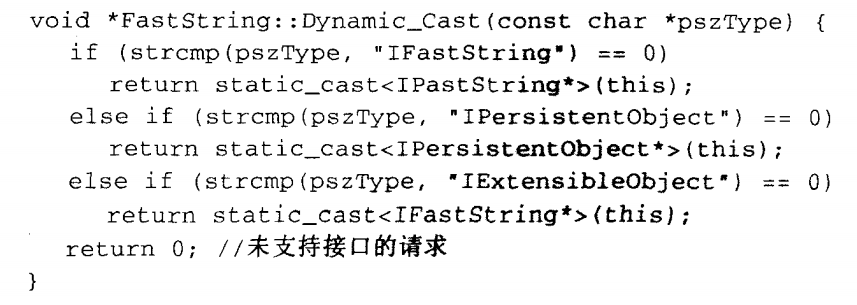 void *FastString::Dynamic_Cast(const char *pszType) {
if (strcmp(pszType, "IFastString") == 0)
return static_cast<IPastString*>(this);
else if (strcmp(pszType, "IPersistentObject") == 0)
return static_cast<IPersistentObject*>(this);
else if (strcmp(pszType, "IExtensibleObject") == 0)
return static_cast<IFastString*>(this);
return 0; //未支持接口的请求
}